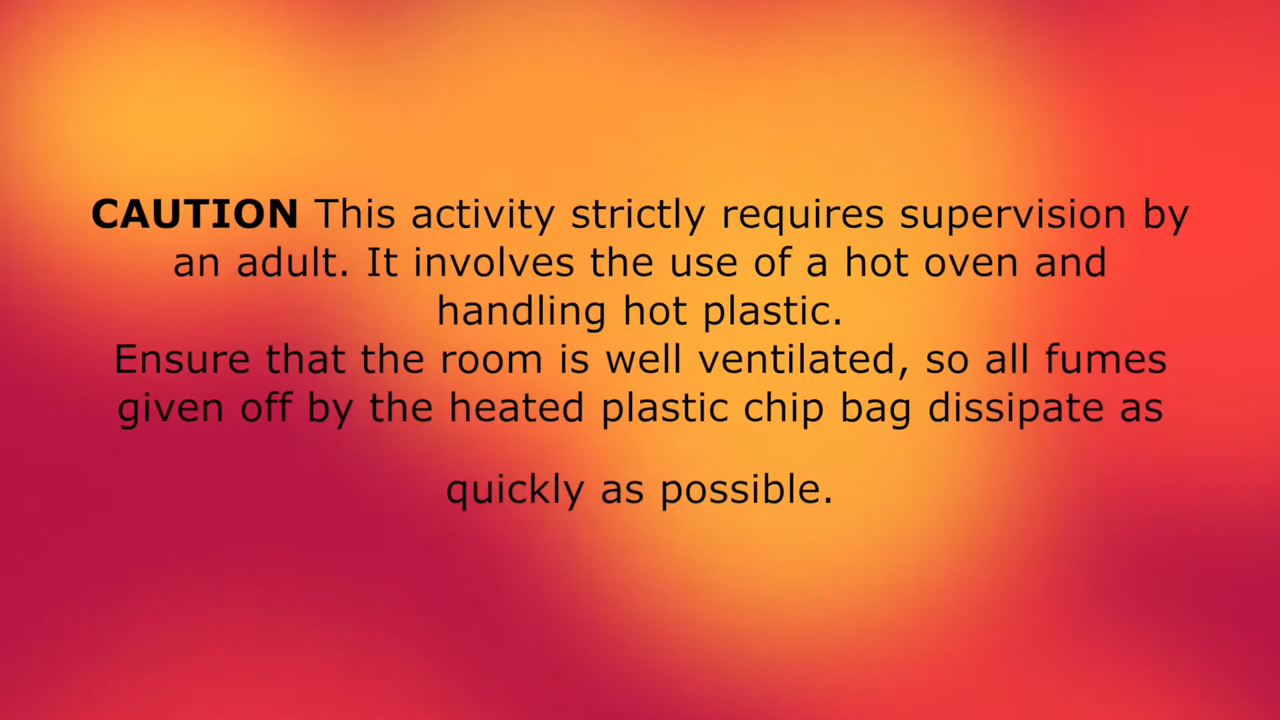 CAUTION This activity strictly requires supervision by
an adult. It involves the use of a hot oven and
handling hot plastic.
Ensure that the room is well ventilated, so all fumes
given off by the heated plastic chip bag dissipate as
quickly as possible.